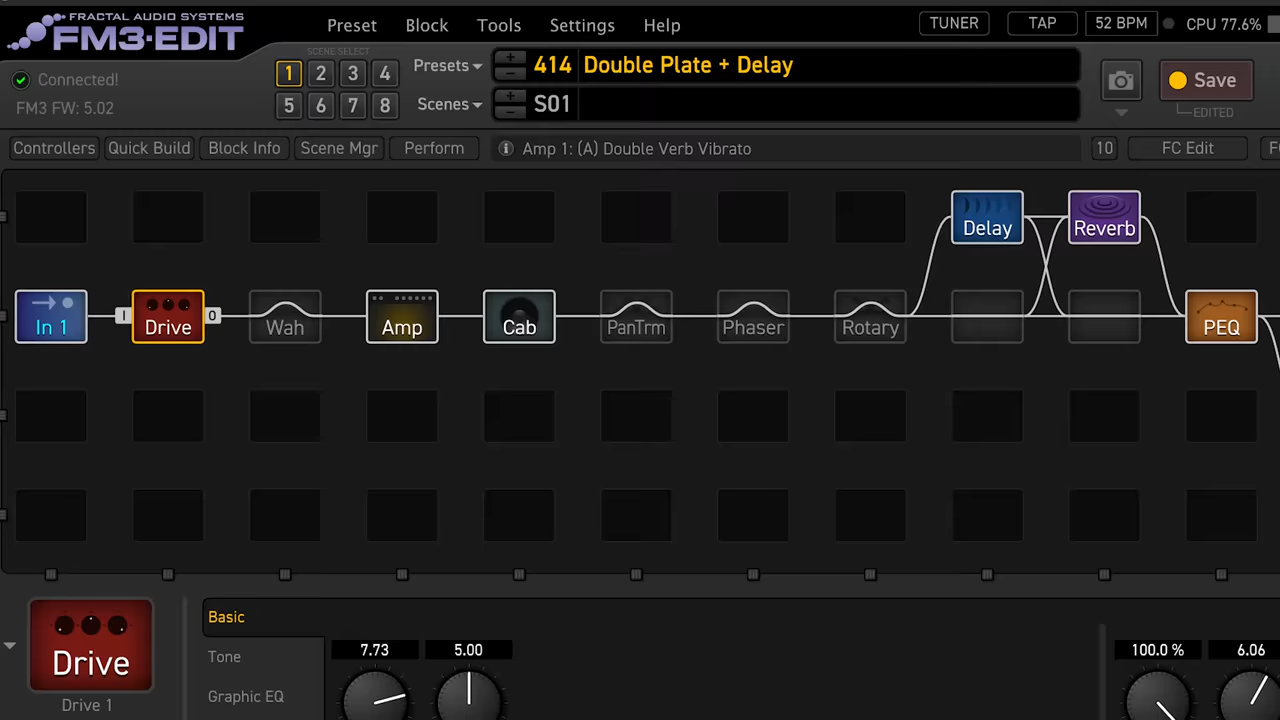 FRACTAL AUDIO SYSTEMS
FM3·EDIT
Preset Block Tools Settings Help
TUNER TAP 52 BPM CPU 77.6%
Connected!
FM3 FW: 5.02
SCENE SELECT
1 2 3 4
5 6 7 8
Presets
414 Double Plate + Delay
Scenes
S01
Save
EDITED
Controllers Quick Build Block Info Scene Mgr Perform
Amp 1: (A) Double Verb Vibrato
10 FC Edit
Delay Reverb
In 1 I Drive O Wah Amp Cab PanTrm Phaser Rotary PEQ
Drive
Drive 1
Basic
Tone
Graphic EQ
7.73 5.00 100.0 % 6.06